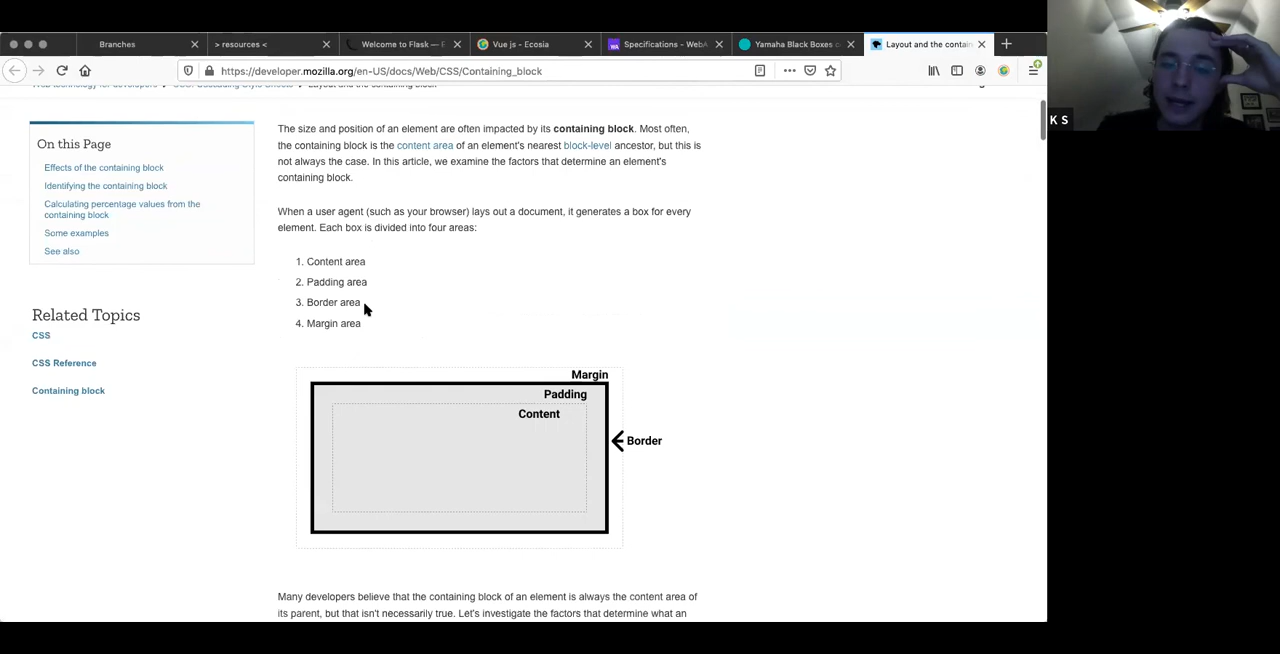 Branches
> resources <
Welcome to Flask — F
Vue js - Ecosia
Specifications - WebA
Yamaha Black Boxes c
Layout and the contain
https://developer.mozilla.org/en-US/docs/Web/CSS/Containing_block
K S
On this Page
Effects of the containing block
Identifying the containing block
Calculating percentage values from the
containing block
Some examples
See also
Related Topics
CSS
CSS Reference
Containing block
The size and position of an element are often impacted by its containing block. Most often,
the containing block is the content area of an element's nearest block-level ancestor, but this is
not always the case. In this article, we examine the factors that determine an element's
containing block.
When a user agent (such as your browser) lays out a document, it generates a box for every
element. Each box is divided into four areas:
1. Content area
2. Padding area
3. Border area
4. Margin area
Margin
Padding
Content
Border
Many developers believe that the containing block of an element is always the content area of
its parent, but that isn't necessarily true. Let's investigate the factors that determine what an